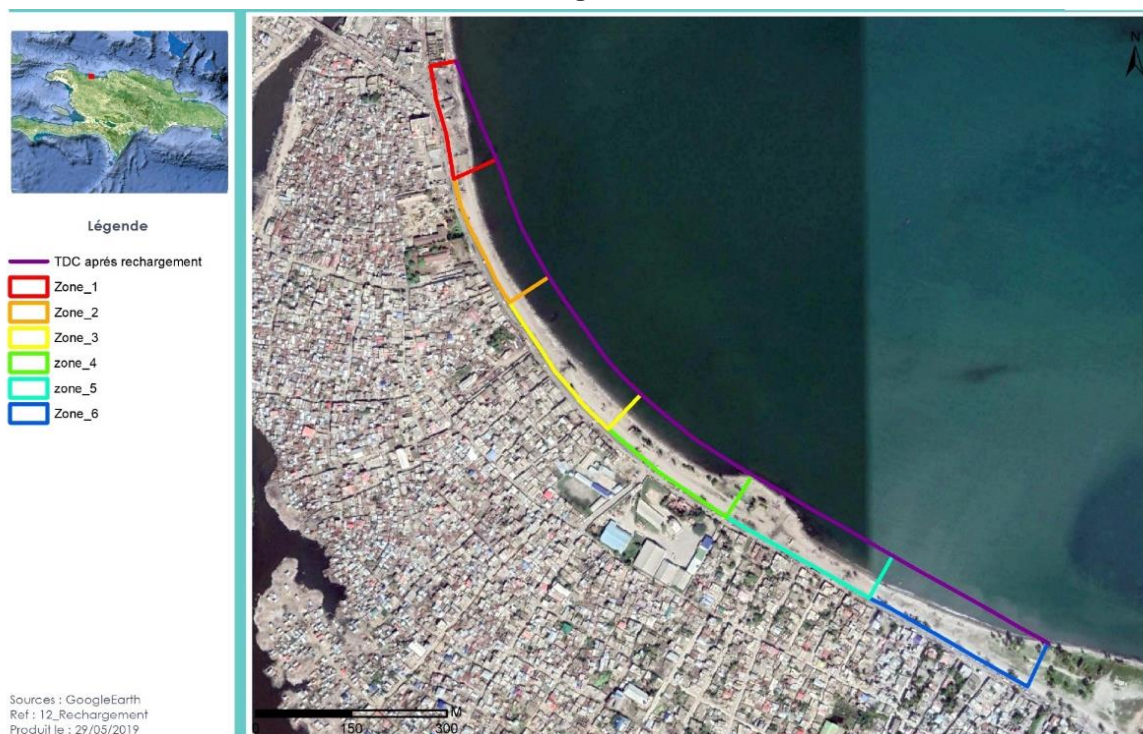 Légende
TDC aprés rechargement
Zone_1
Zone_2
Zone_3
zone_4
zone_5
Zone_6
Sources : GoogleEarth
Ref : 12_Rechargement
Produit le : 29/05/2019
N
M
0 150 300